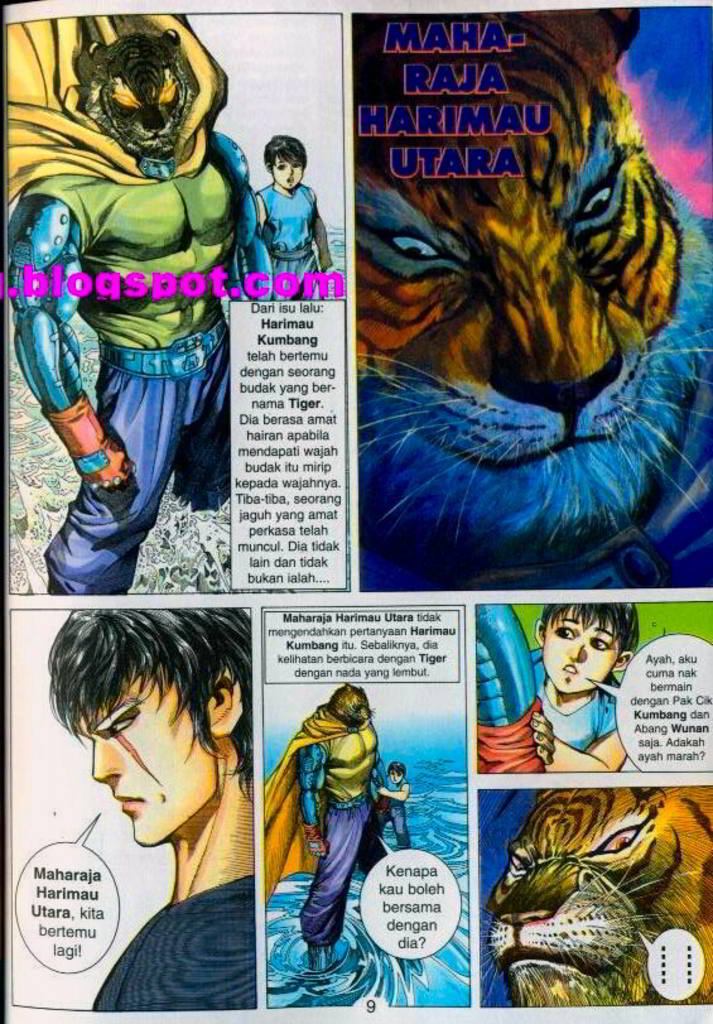 MAHA-
RAJA
HARIMAU
UTARA
.blogspot.com
Dari isu lalu:
Harimau
Kumbang
telah bertemu
dengan seorang
budak yang ber-
nama Tiger.
Dia berasa amat
hairan apabila
mendapati wajah
budak itu mirip
kepada wajahnya.
Tiba-tiba, seorang
jaguh yang amat
perkasa telah
muncul. Dia tidak
lain dan tidak
bukan ialah....
Maharaja
Harimau
Utara, kita
bertemu
lagi!
Maharaja Harimau Utara tidak
mengendahkan pertanyaan Harimau
Kumbang itu. Sebaliknya, dia
kelihatan berbicara dengan Tiger
dengan nada yang lembut.
Kenapa
kau boleh
bersama
dengan
dia?
Ayah, aku
cuma nak
bermain
dengan Pak Cik
Kumbang dan
Abang Wunan
saja. Adakah
ayah marah?
9